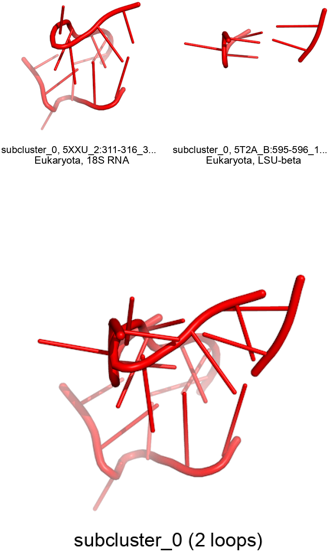 subcluster_0, 5XXU_2:311-316_3...
Eukaryota, 18S RNA
subcluster_0, 5T2A_B:595-596_1...
Eukaryota, LSU-beta
subcluster_0 (2 loops)